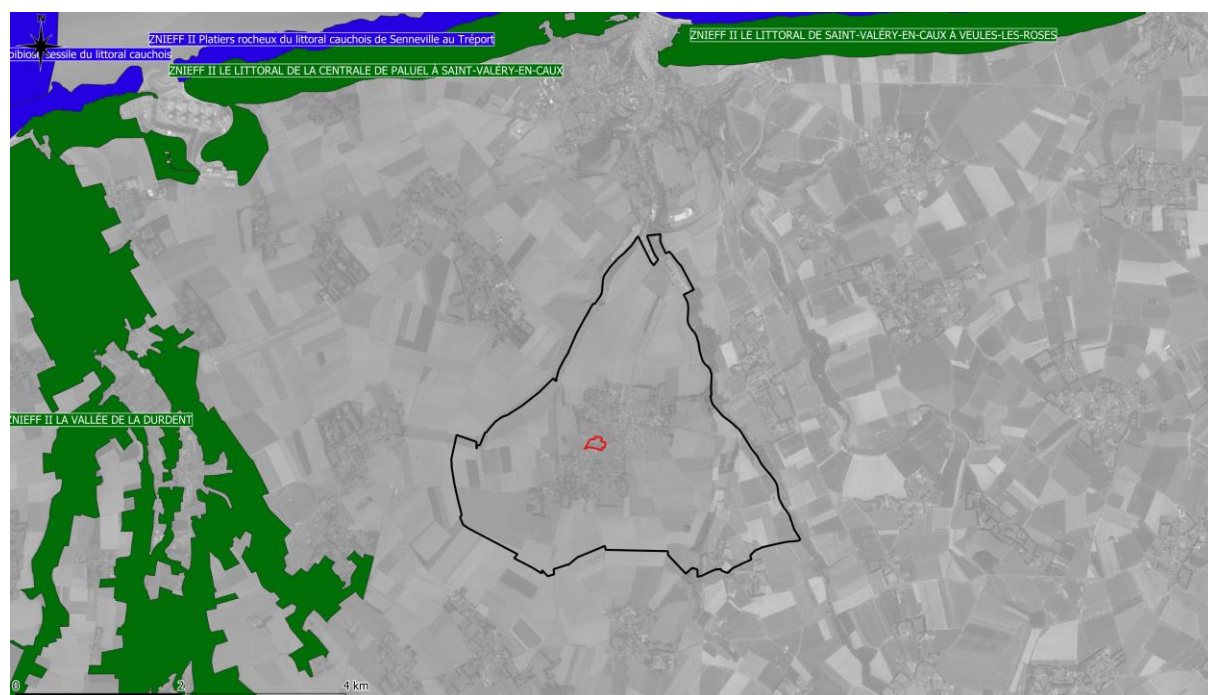 N
ZNIEFF II Platiers rocheux du littoral cauchois de Senneville au Tréport
ZNIEFF II LE LITTORAL DE SAINT-VALÉRY-EN-CAUX À VEULES-LES-ROSES
du littoral cauchois
ZNIEFF II LE LITTORAL DE LA CENTRALE DE PALUEL À SAINT-VALÉRY-EN-CAUX
ZNIEFF II LA VALLÉE DE LA DURDENT
0 2 4 km